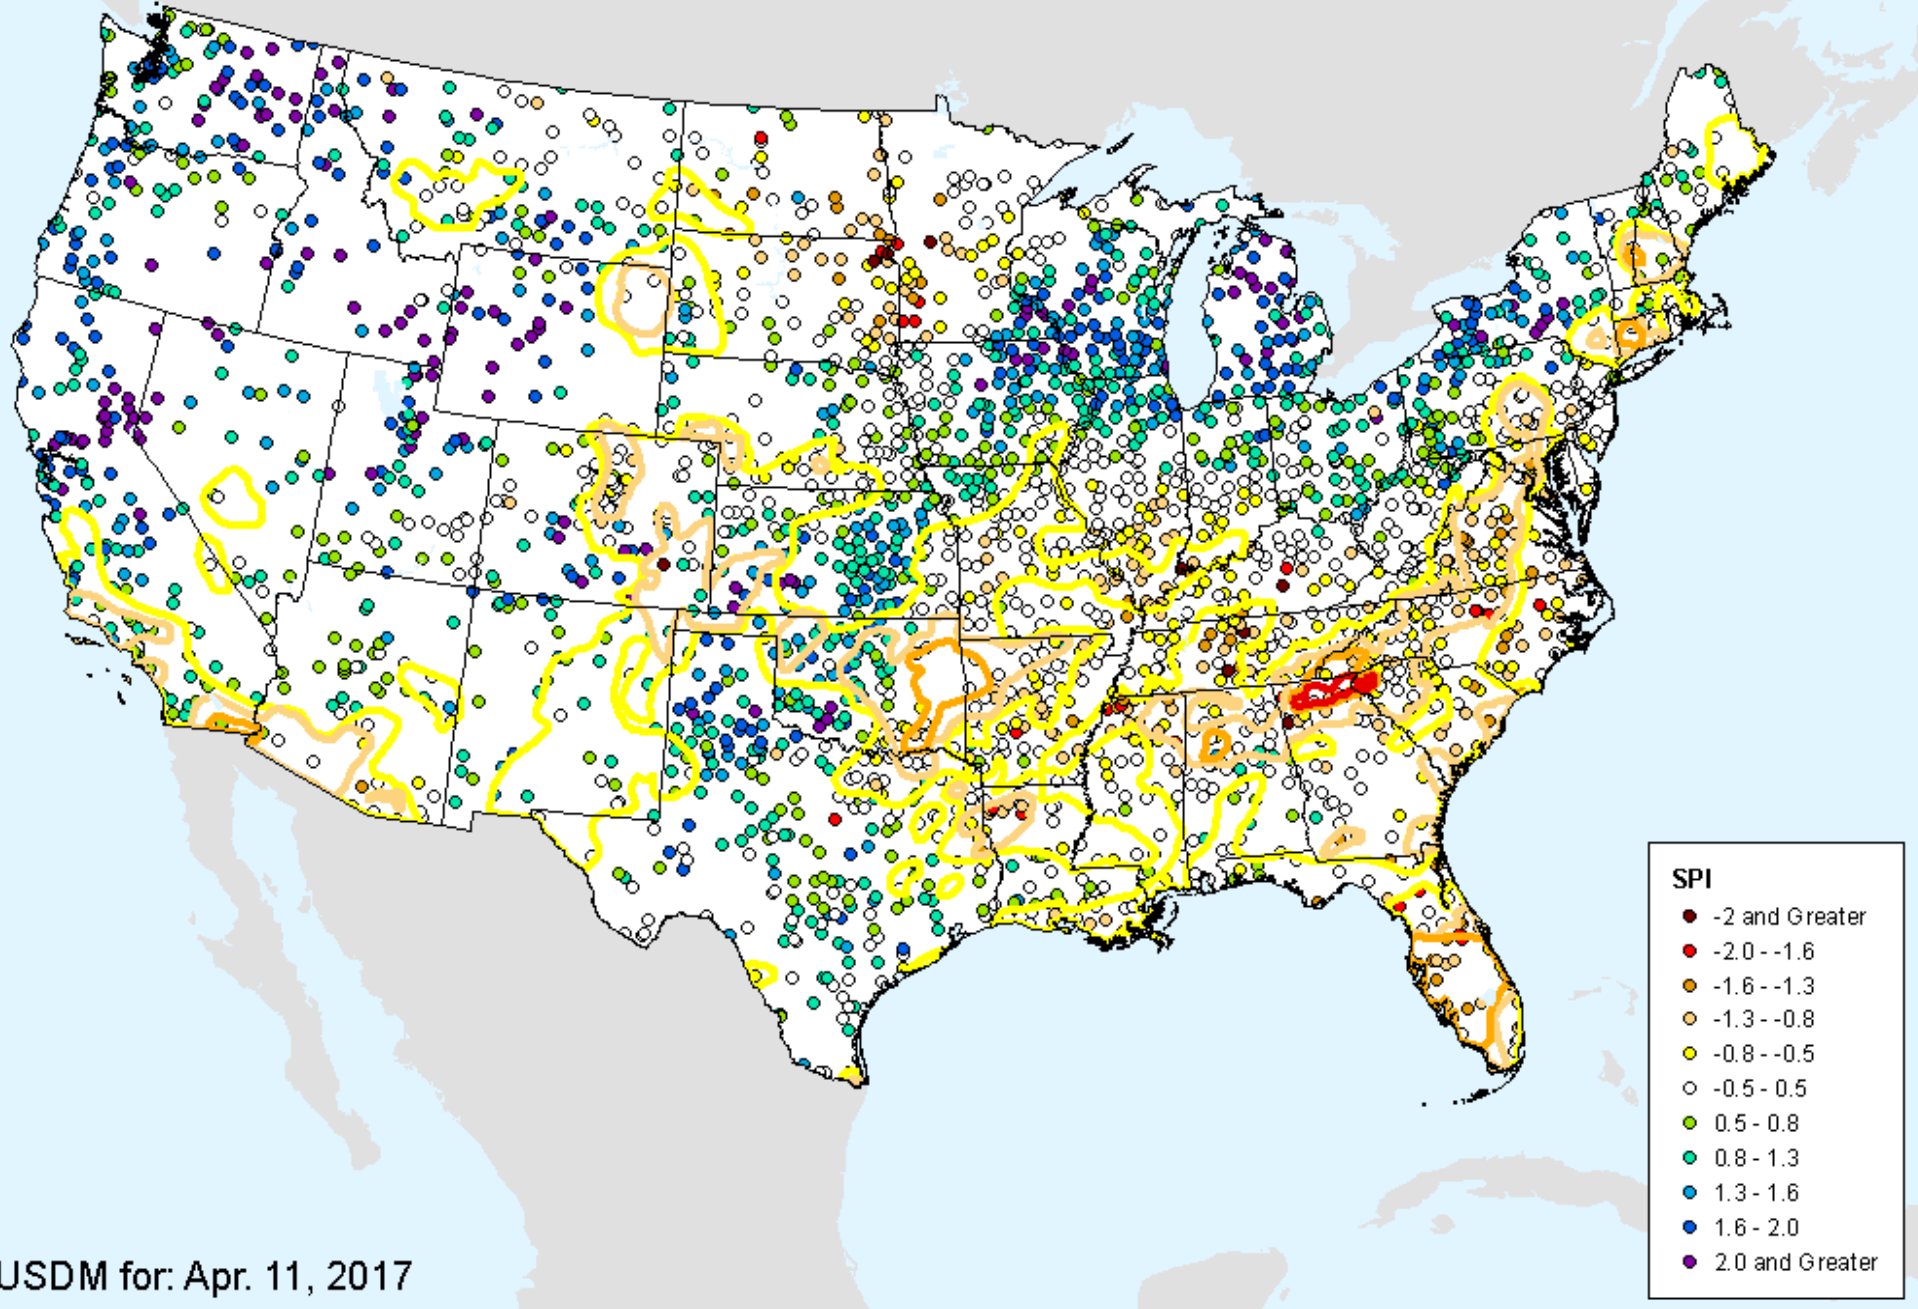 SPI
-2 and Greater
-2.0 - -1.6
-1.6 - -1.3
-1.3 - -0.8
-0.8 - -0.5
-0.5 - 0.5
0.5 - 0.8
0.8 - 1.3
1.3 - 1.6
1.6 - 2.0
2.0 and Greater
USDM for: Apr. 11, 2017